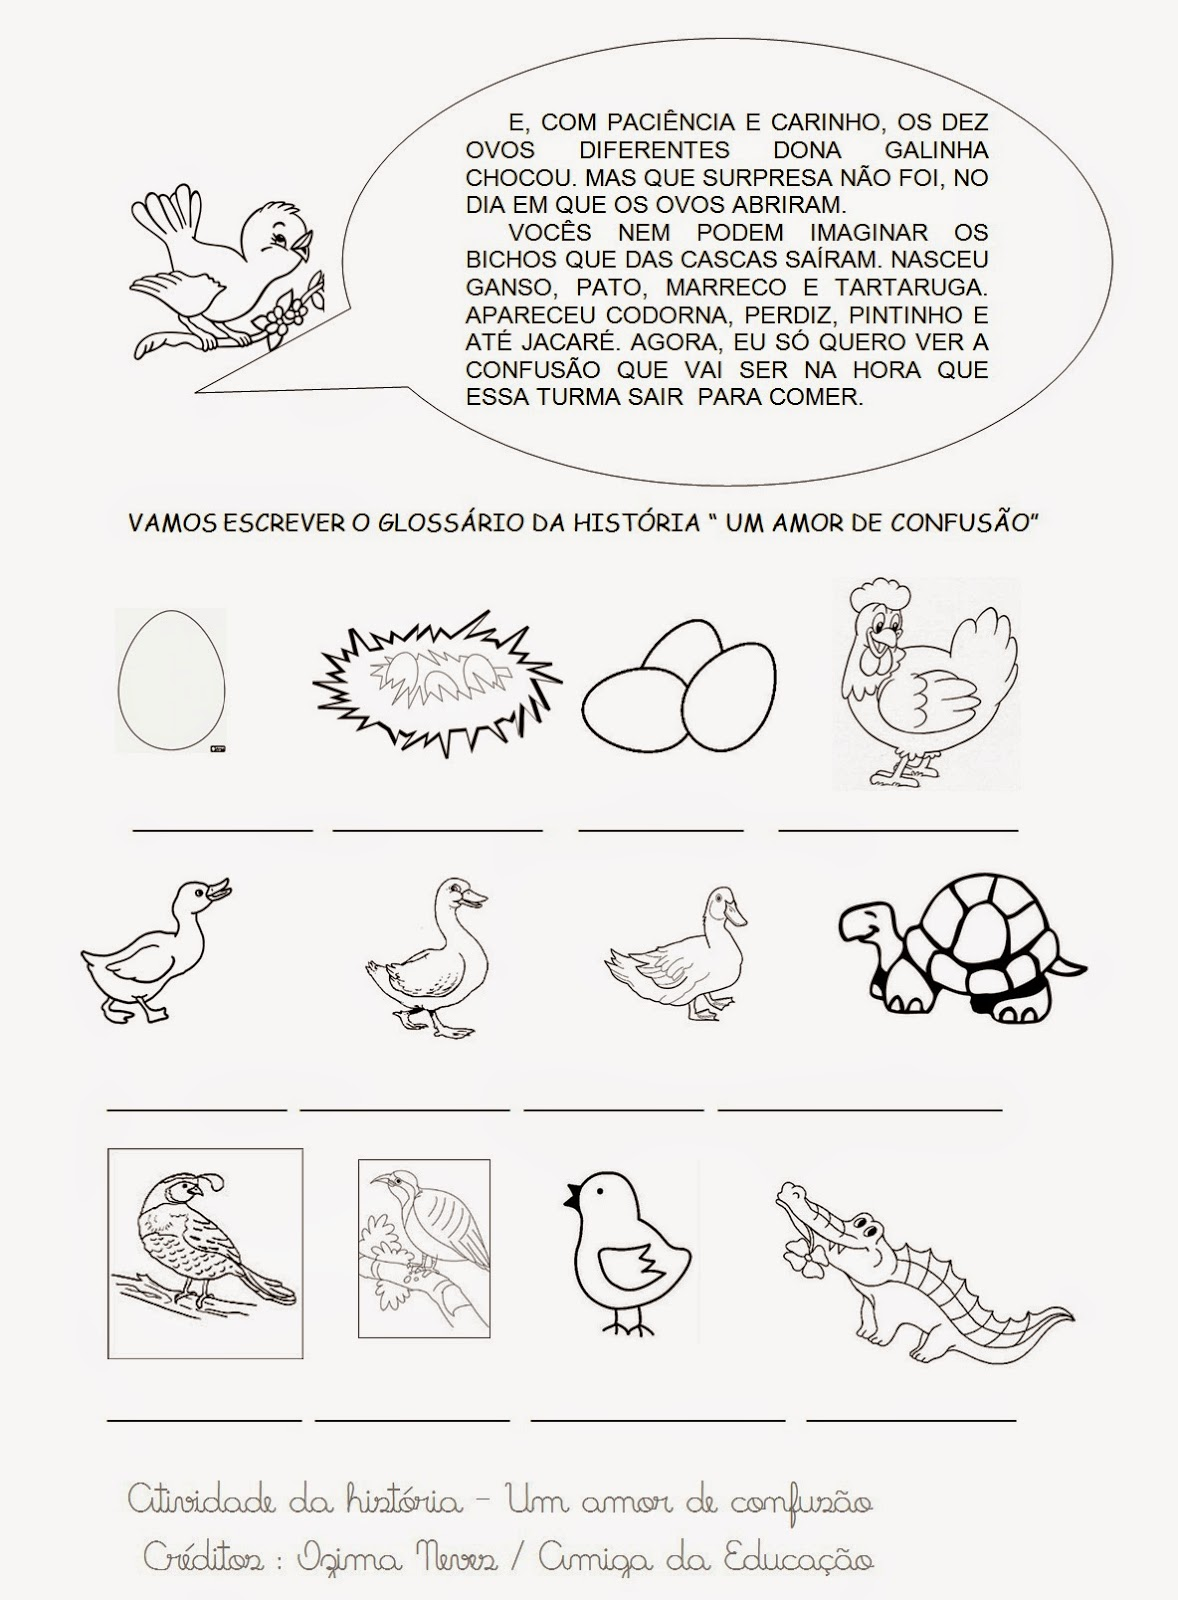 E, COM PACIÊNCIA E CARINHO, OS DEZ
OVOS DIFERENTES DONA GALINHA
CHOCOU. MAS QUE SURPRESA NÃO FOI, NO
DIA EM QUE OS OVOS ABRIRAM.
VOCÊS NEM PODEM IMAGINAR OS
BICHOS QUE DAS CASCAS SAÍRAM. NASCEU
GANSO, PATO, MARRECO E TARTARUGA.
APARECEU CODORNA, PERDIZ, PINTINHO E
ATÉ JACARÉ. AGORA, EU SÓ QUERO VER A
CONFUSÃO QUE VAI SER NA HORA QUE
ESSA TURMA SAIR PARA COMER.
VAMOS ESCREVER O GLOSSÁRIO DA HISTÓRIA “ UM AMOR DE CONFUSÃO”
Atividade da história - Um amor de confusão
Créditos : Ozima Neves / Amiga da Educação